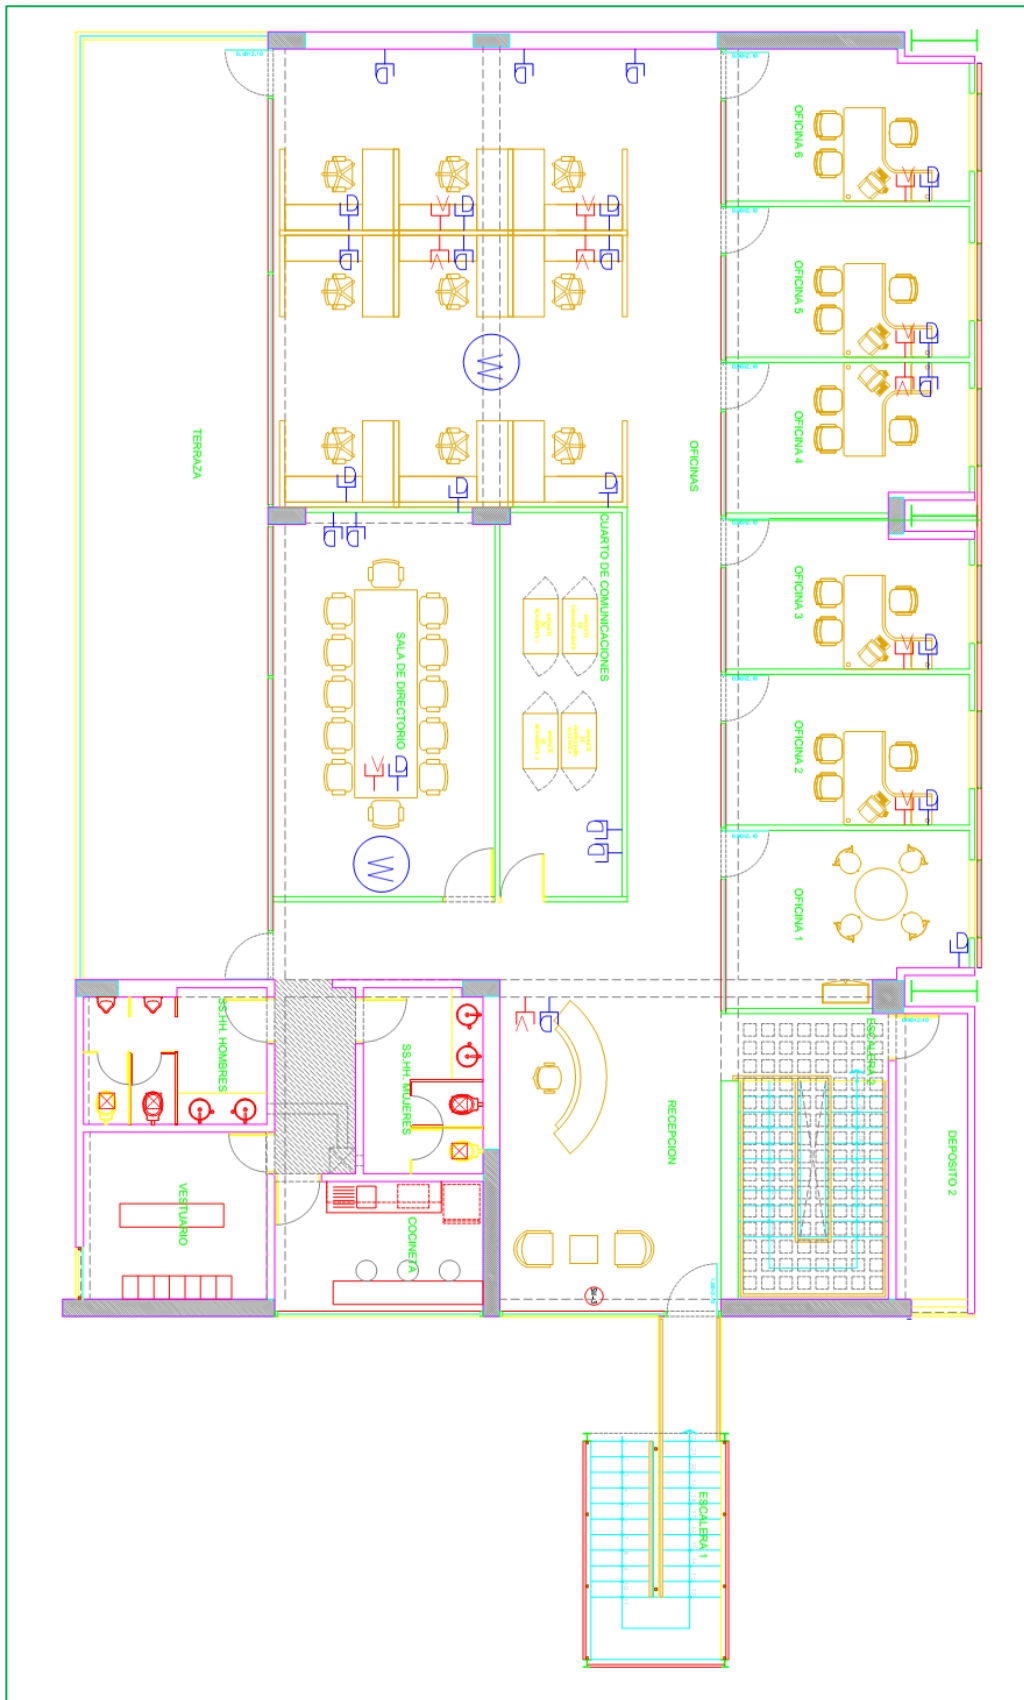 OFICINA 6
OFICINA 5
OFICINA 4
OFICINA 3
OFICINA 2
OFICINA 1
OFICINAS
TERRAZA
CUARTO DE COMUNICACIONES
SALA DE DIRECTORIO
W
W
D
D
D
D
V
D
V
D
D
V
D
V
D
V
D
V
D
V
D
D
D
D
D
D
V
D
V
D
D
D
V
D
D
V
D
SS.HH. HOMBRES
SS.HH. MUJERES
RECEPCION
ESCALERA 2
DEPOSITO 2
VESTUARIO
COCINETA
ESCALERA 1